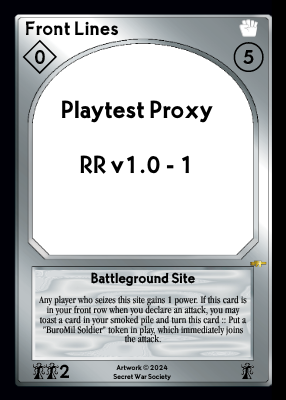 Front Lines
0
5
Playtest Proxy
RR v1.0 - 1
Battleground Site
Any player who seizes this site gains 1 power. If this card is
in your front row when you declare an attack, you may
toast a card in your smoked pile and turn this card :: Put a
"BuroMil Soldier" token in play, which immediately joins
the attack.
2
Artwork © 2024
Secret War Society